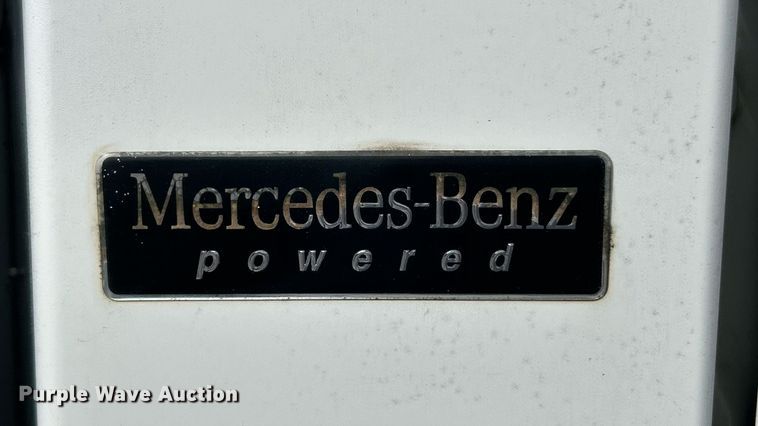 Mercedes-Benz
powered
Purple Wave Auction